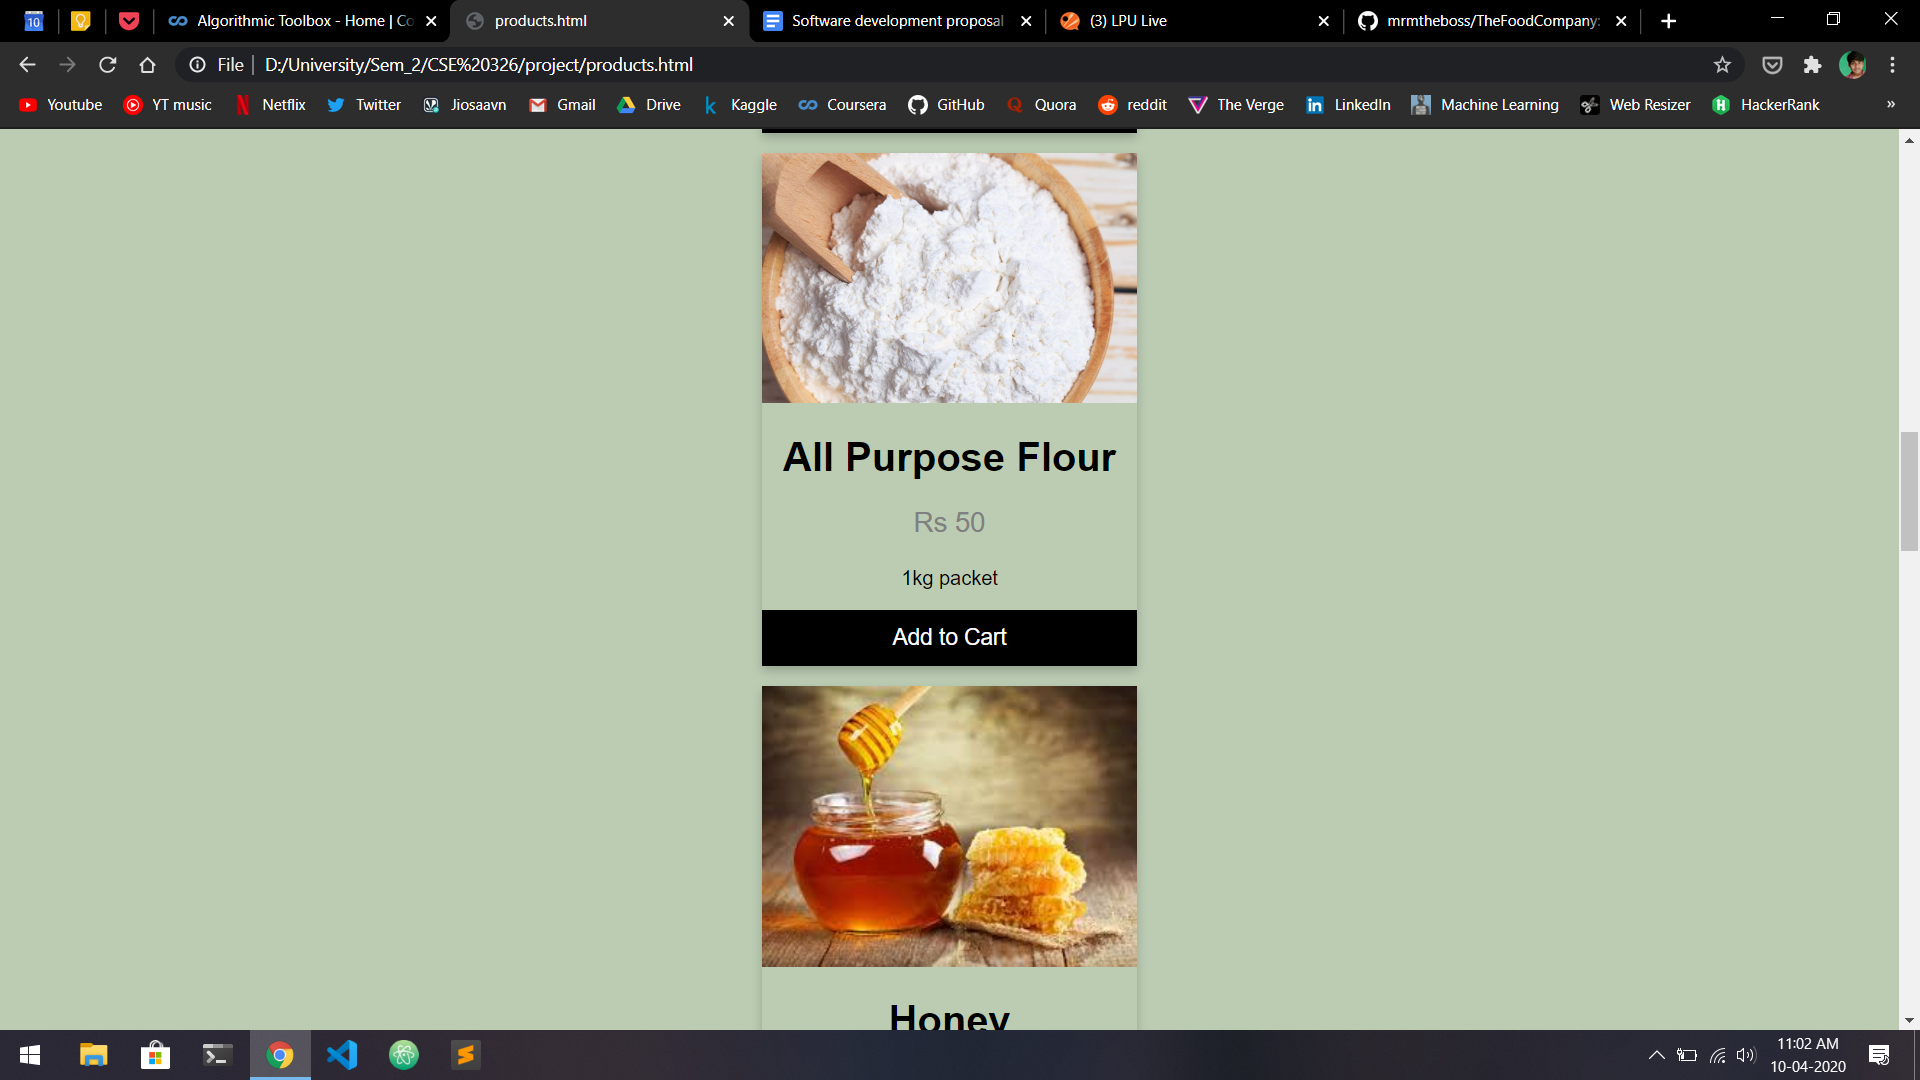 10
Algorithmic Toolbox - Home | Co
products.html
Software development proposal
(3) LPU Live
mrmtheboss/TheFoodCompany:
File | D:/University/Sem_2/CSE%20326/project/products.html
Youtube YT music Netflix Twitter Jiosaavn Gmail Drive Kaggle Coursera GitHub Quora reddit The Verge LinkedIn Machine Learning Web Resizer HackerRank »
All Purpose Flour
Rs 50
1kg packet
Add to Cart
Honey
11:02 AM
10-04-2020